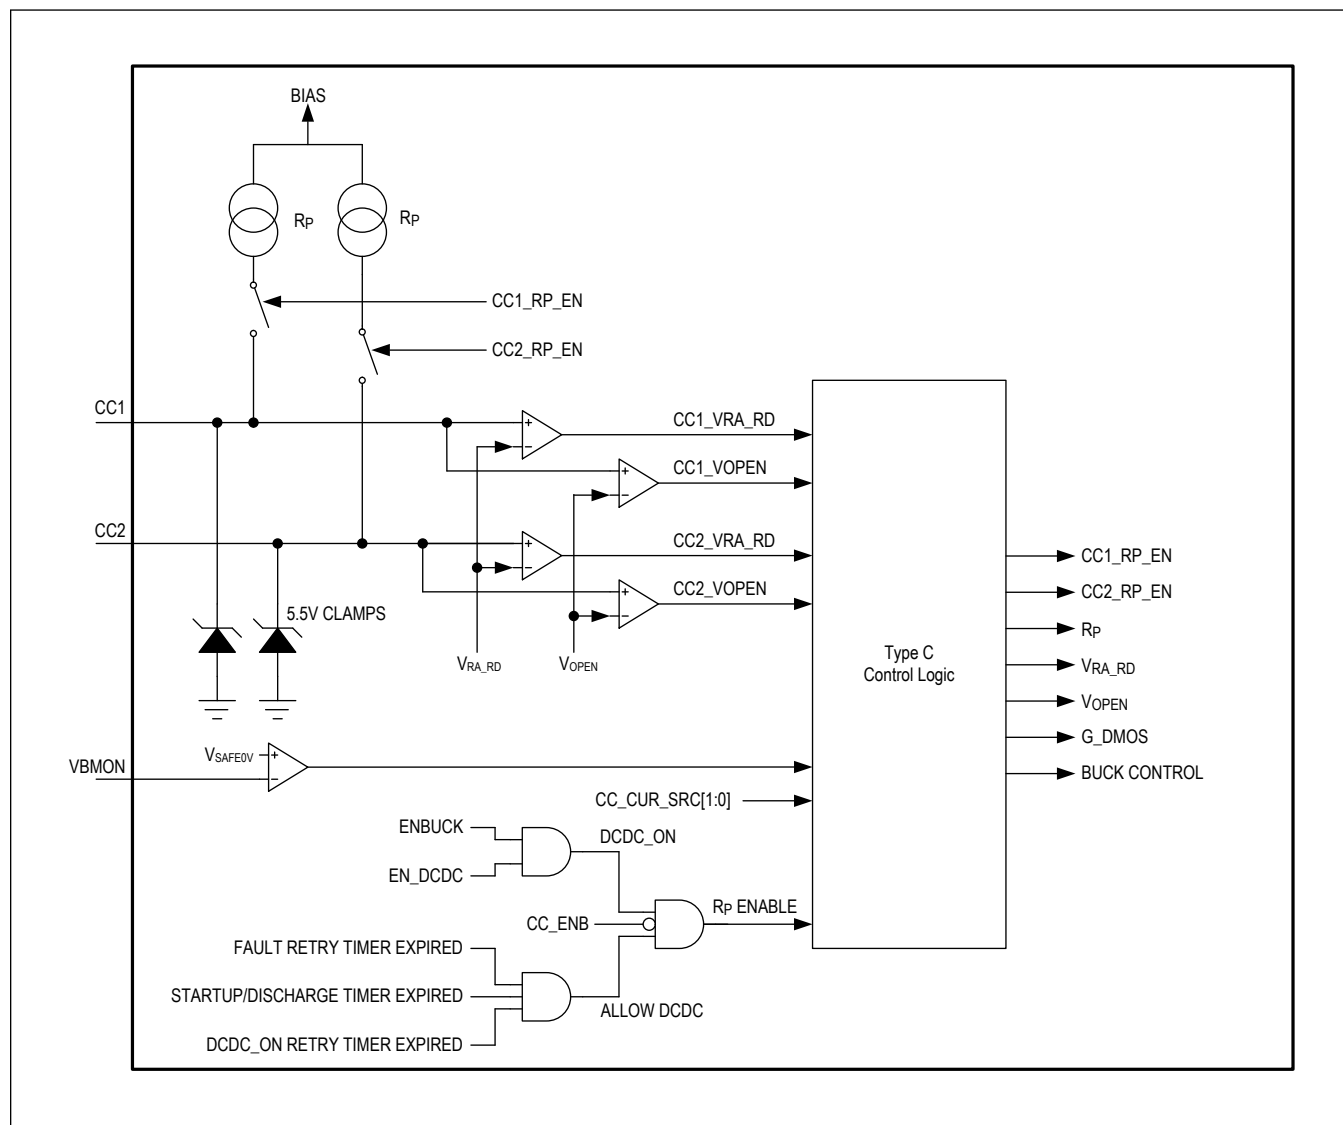 BIAS
RP
RP
CC1_RP_EN
CC2_RP_EN
CC1
CC1_VRA_RD
CC1_VOPEN
CC2
CC2_VRA_RD
CC2_VOPEN
5.5V CLAMPS
VRA_RD
VOPEN
Type C
Control Logic
CC1_RP_EN
CC2_RP_EN
RP
VRA_RD
VOPEN
G_DMOS
BUCK CONTROL
VSAFE0V
+
−
+
−
+
−
+
−
+
−
VBMON
CC_CUR_SRC[1:0]
ENBUCK
DCDC_ON
EN_DCDC
CC_ENB
RP ENABLE
FAULT RETRY TIMER EXPIRED
STARTUP/DISCHARGE TIMER EXPIRED
ALLOW DCDC
DCDC_ON RETRY TIMER EXPIRED